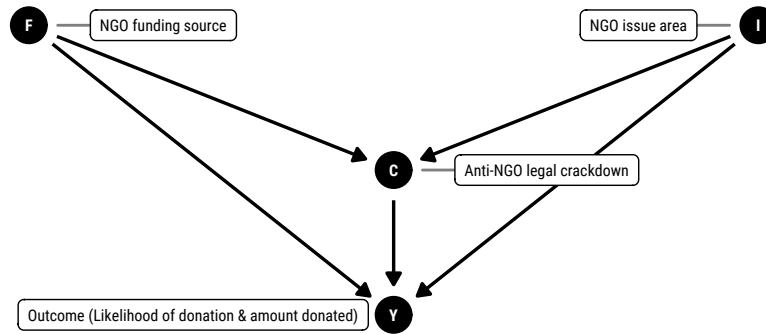 F
NGO funding source
NGO issue area
I
C
Anti-NGO legal crackdown
Outcome (Likelihood of donation & amount donated)
Y